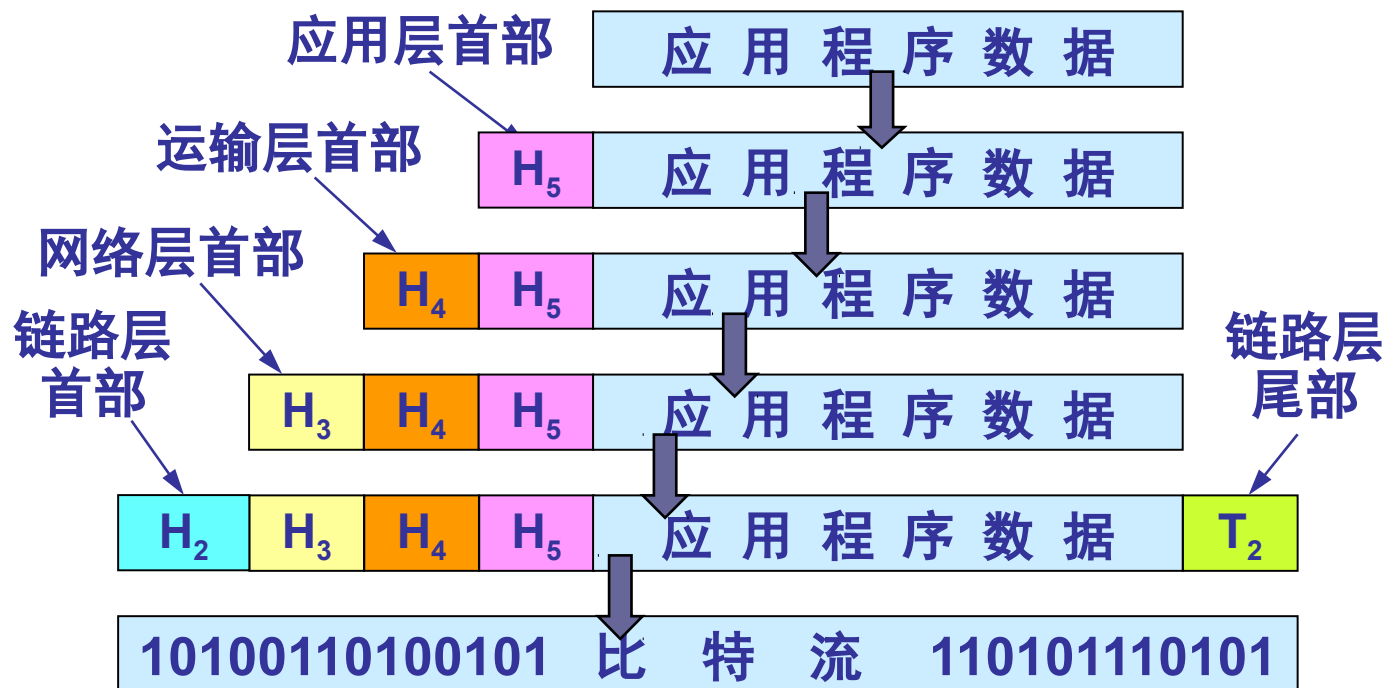 应用层首部
应用程序数据
运输层首部
H₅ 应用程序数据
网络层首部
H₄ H₅ 应用程序数据
链路层
首部
链路层
尾部
H₃ H₄ H₅ 应用程序数据
H₂ H₃ H₄ H₅ 应用程序数据 T₂
10100110100101 比特流 110101110101